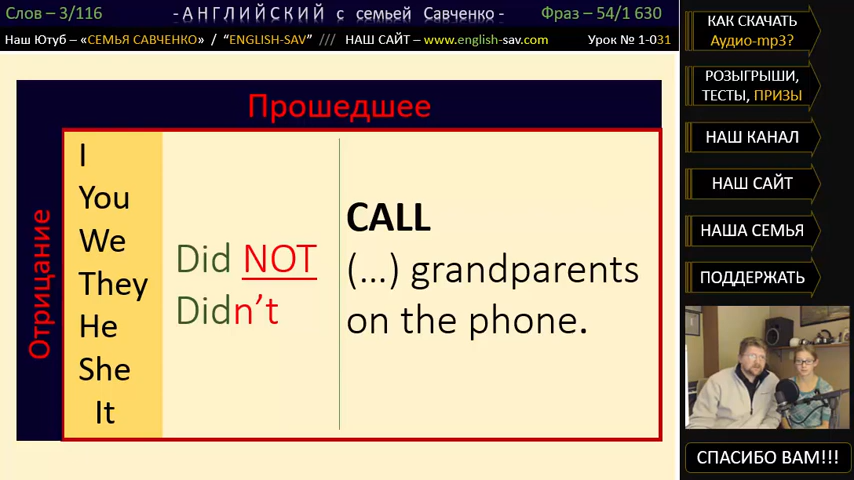 Слов – 3/116
- АНГЛИЙСКИЙ с семьей Савченко -
Фраз – 54/1 630
Наш Ютуб – «СЕМЬЯ САВЧЕНКО» / “ENGLISH-SAV” /// НАШ САЙТ – www.english-sav.com
Урок № 1-031
Прошедшее
Отрицание
I
You
We
They
He
She
It
Did NOT
Didn’t
CALL
(...) grandparents
on the phone.
КАК СКАЧАТЬ
Аудио-mp3?
РОЗЫГРЫШИ,
ТЕСТЫ, ПРИЗЫ
НАШ КАНАЛ
НАШ САЙТ
НАША СЕМЬЯ
ПОДДЕРЖАТЬ
СПАСИБО ВАМ!!!